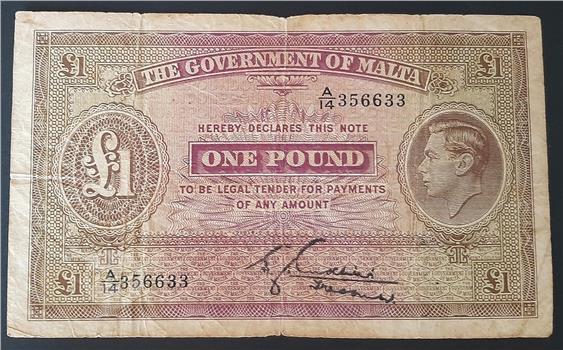 £1
£1
THE GOVERNMENT OF MALTA
A/14 356633
HEREBY DECLARES THIS NOTE
£1
ONE POUND
TO BE LEGAL TENDER FOR PAYMENTS
OF ANY AMOUNT
A/14 356633
£1
£1